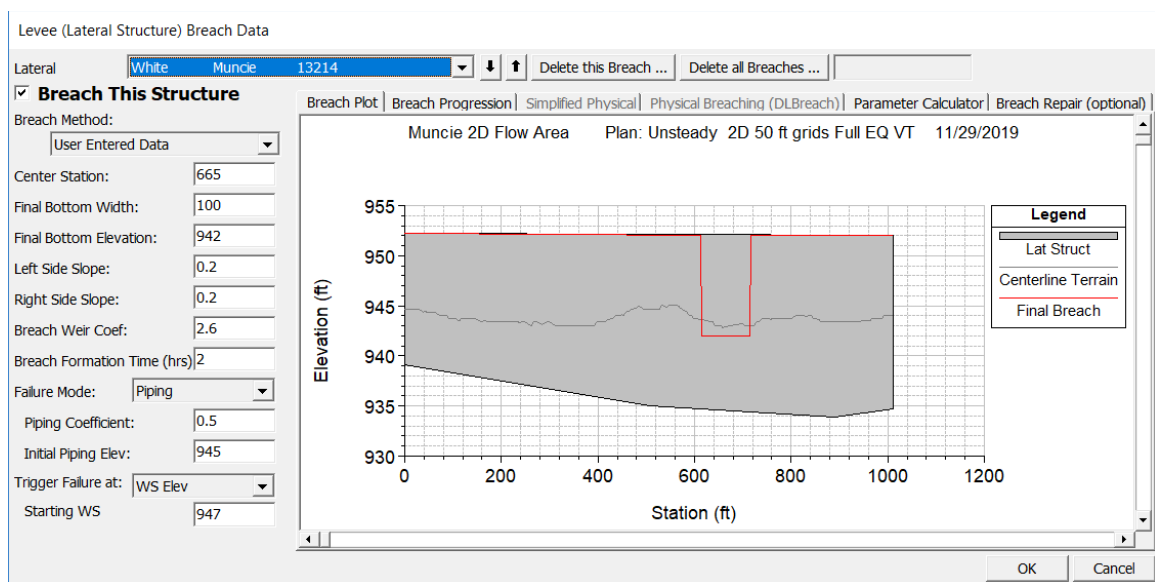 Levee (Lateral Structure) Breach Data
Lateral White Muncie 13214 Delete this Breach ... Delete all Breaches ...
Breach This Structure
Breach Plot Breach Progression Simplified Physical Physical Breaching (DLBreach) Parameter Calculator Breach Repair (optional)
Breach Method:
User Entered Data
Center Station: 665
Final Bottom Width: 100
Final Bottom Elevation: 942
Left Side Slope: 0.2
Right Side Slope: 0.2
Breach Weir Coef: 2.6
Breach Formation Time (hrs) 2
Failure Mode: Piping
Piping Coefficient: 0.5
Initial Piping Elev: 945
Trigger Failure at: WS Elev
Starting WS 947
Muncie 2D Flow Area Plan: Unsteady 2D 50 ft grids Full EQ VT 11/29/2019
955
950
945
940
935
930
Elevation (ft)
0 200 400 600 800 1000 1200
Station (ft)
Legend
Lat Struct
Centerline Terrain
Final Breach
OK Cancel